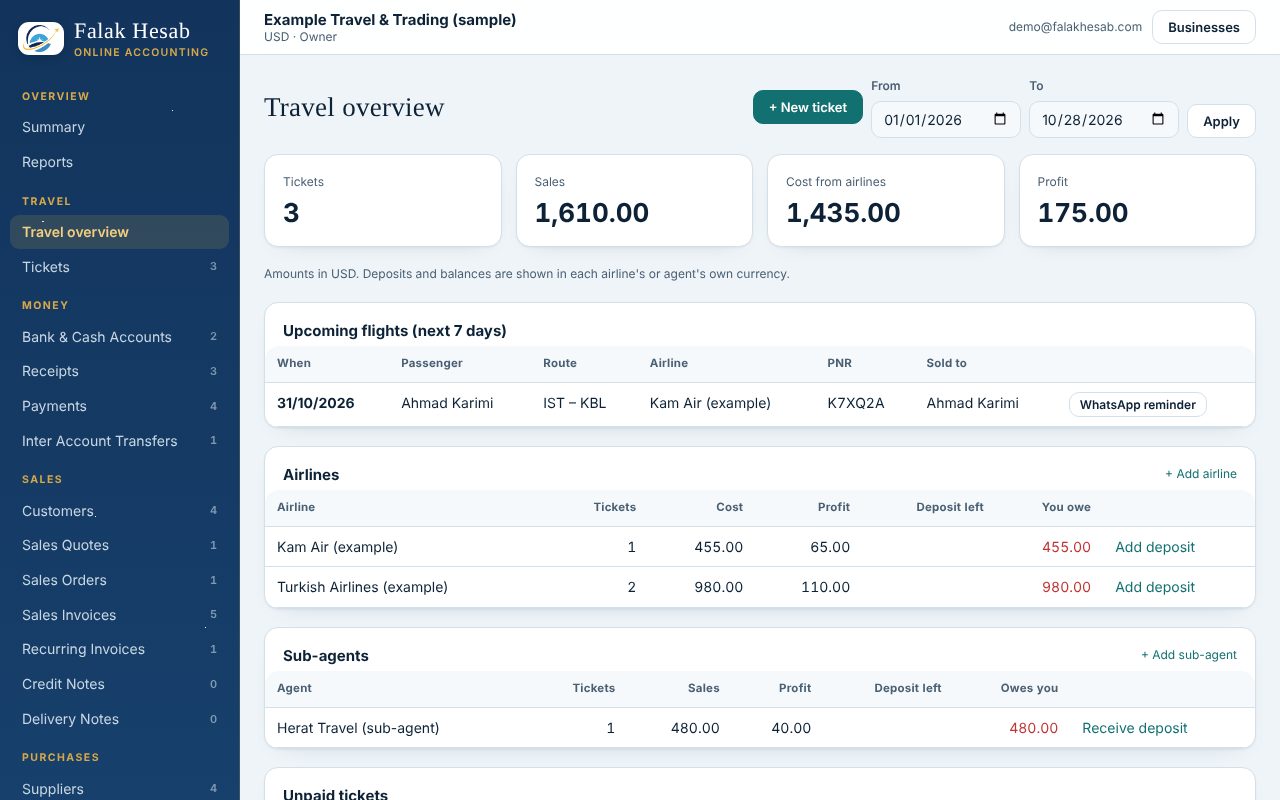 Falak Hesab
ONLINE ACCOUNTING
OVERVIEW
Summary
Reports
TRAVEL
Travel overview
Tickets 3
MONEY
Bank & Cash Accounts 2
Receipts 3
Payments 4
Inter Account Transfers 1
SALES
Customers 4
Sales Quotes 1
Sales Orders 1
Sales Invoices 5
Recurring Invoices 1
Credit Notes 0
Delivery Notes 0
PURCHASES
Suppliers 4
Example Travel & Trading (sample)
USD · Owner
demo@falakhesab.com Businesses
Travel overview
+ New ticket
From
01/01/2026
To
10/28/2026
Apply
Tickets
3
Sales
1,610.00
Cost from airlines
1,435.00
Profit
175.00
Amounts in USD. Deposits and balances are shown in each airline's or agent's own currency.
Upcoming flights (next 7 days)
When Passenger Route Airline PNR Sold to
31/10/2026 Ahmad Karimi IST – KBL Kam Air (example) K7XQ2A Ahmad Karimi WhatsApp reminder
Airlines + Add airline
Airline Tickets Cost Profit Deposit left You owe
Kam Air (example) 1 455.00 65.00 455.00 Add deposit
Turkish Airlines (example) 2 980.00 110.00 980.00 Add deposit
Sub-agents + Add sub-agent
Agent Tickets Sales Profit Deposit left Owes you
Herat Travel (sub-agent) 1 480.00 40.00 480.00 Receive deposit
Unpaid tickets